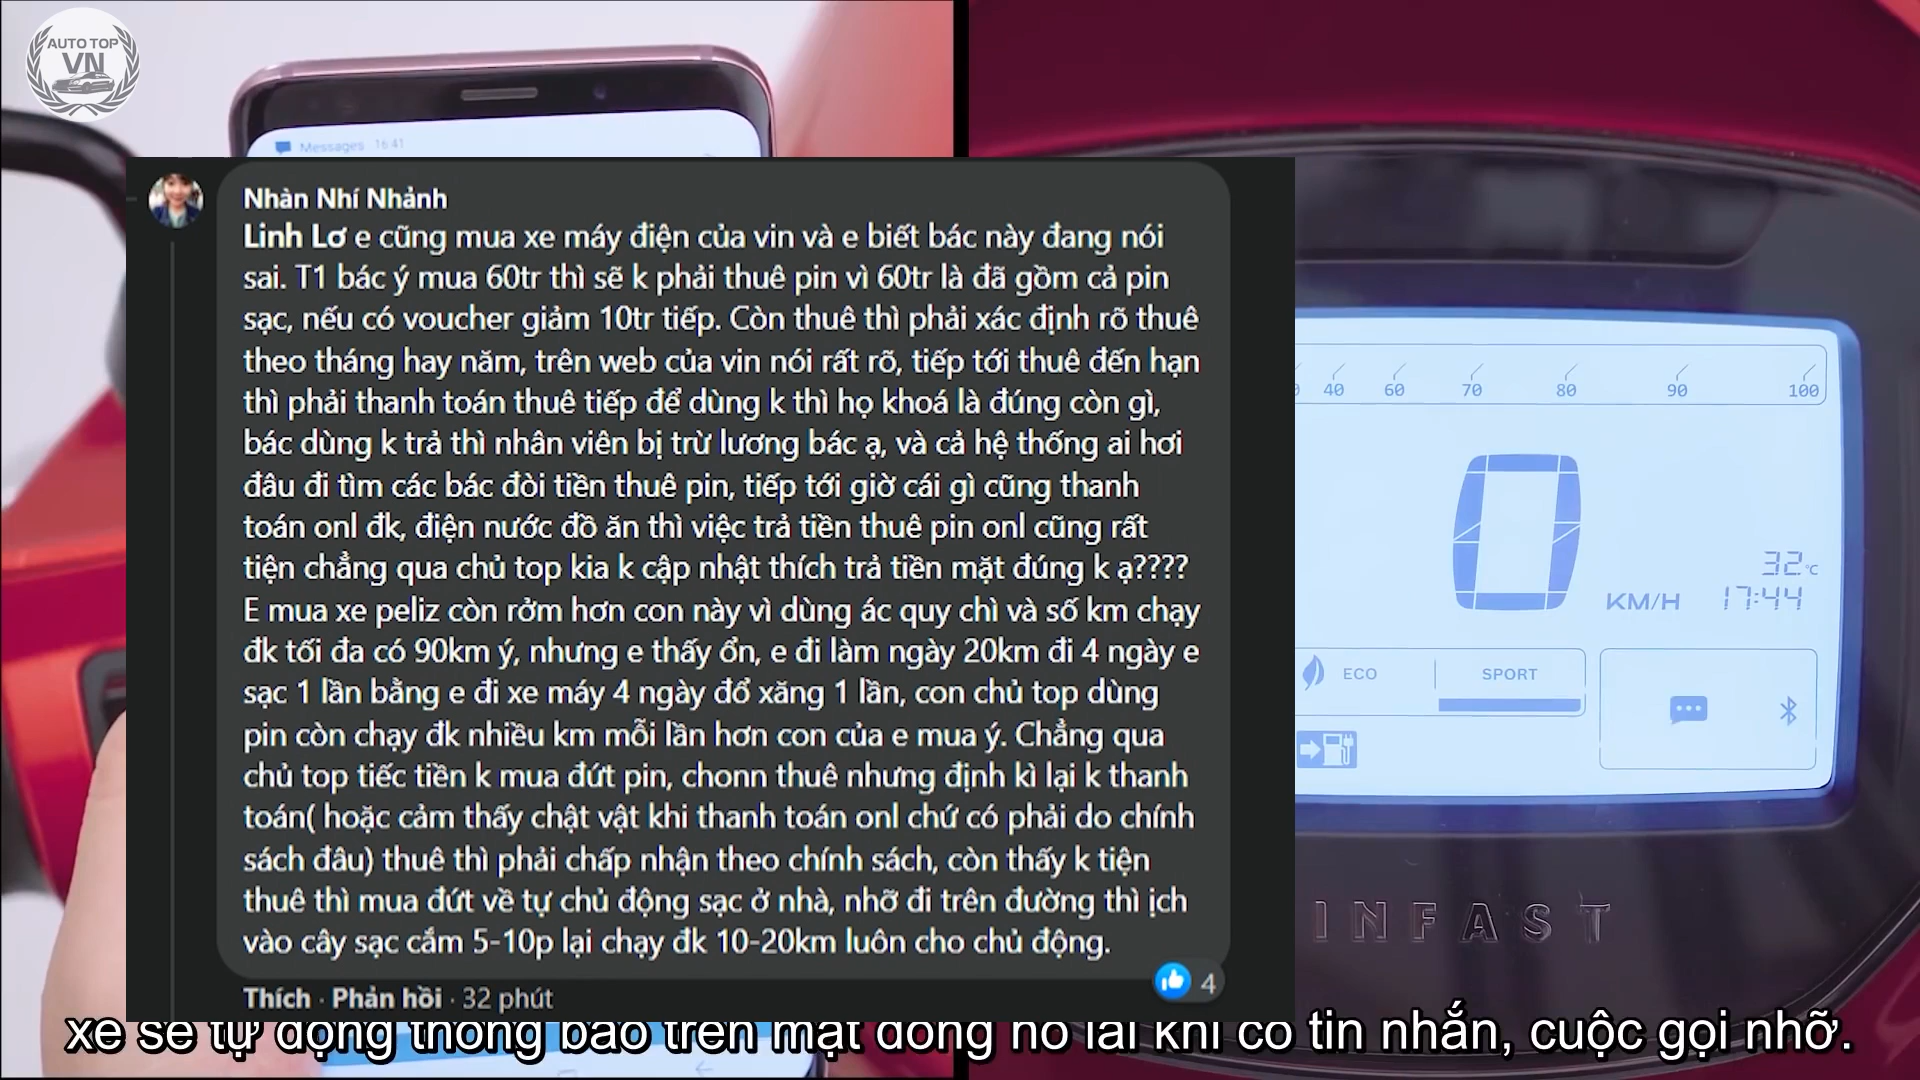 AUTO TOP
VN
Messages 16:41
Nhàn Nhí Nhảnh
Linh Lơ e cũng mua xe máy điện của vin và e biết bác này đang nói
sai. T1 bác ý mua 60tr thì sẽ k phải thuê pin vì 60tr là đã gồm cả pin
sạc, nếu có voucher giảm 10tr tiếp. Còn thuê thì phải xác định rõ thuê
theo tháng hay năm, trên web của vin nói rất rõ, tiếp tới thuê đến hạn
thì phải thanh toán thuê tiếp để dùng k thì họ khoá là đúng còn gì,
bác dùng k trả thì nhân viên bị trừ lương bác ạ, và cả hệ thống ai hơi
đâu đi tìm các bác đòi tiền thuê pin, tiếp tới giờ cái gì cũng thanh
toán onl đk, điện nước đồ ăn thì việc trả tiền thuê pin onl cũng rất
tiện chẳng qua chủ top kia k cập nhật thích trả tiền mặt đúng k ạ????
E mua xe peliz còn rởm hơn con này vì dùng ác quy chì và số km chạy
đk tối đa có 90km ý, nhưng e thấy ổn, e đi làm ngày 20km đi 4 ngày e
sạc 1 lần bằng e đi xe máy 4 ngày đổ xăng 1 lần, con chủ top dùng
pin còn chạy đk nhiều km mỗi lần hơn con của e mua ý. Chẳng qua
chủ top tiếc tiền k mua đứt pin, chonn thuê nhưng định kì lại k thanh
toán( hoặc cảm thấy chật vật khi thanh toán onl chứ có phải do chính
sách đâu) thuê thì phải chấp nhận theo chính sách, còn thấy k tiện
thuê thì mua đứt về tự chủ động sạc ở nhà, nhỡ đi trên đường thì ịch
vào cây sạc cắm 5-10p lại chạy đk 10-20km luôn cho chủ động.
Thích · Phản hồi · 32 phút
4
40 60 70 80 90 100
0
KM/H
32°C
17:44
ECO SPORT
INFAST
xe sẽ tự động thông báo trên mặt đồng hồ lái khi có tin nhắn, cuộc gọi nhỡ.